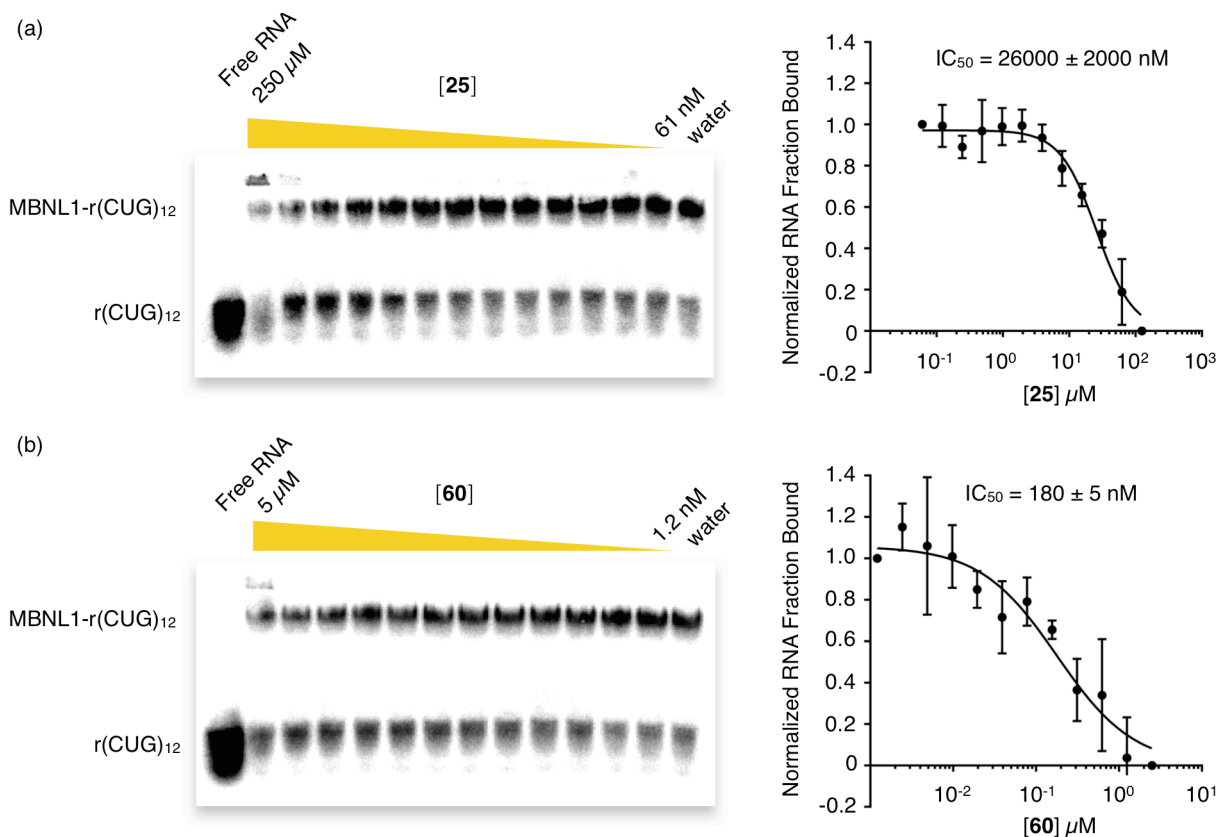 (a)
Free RNA
250 µM
[25]
61 nM
water
MBNL1-r(CUG)12
r(CUG)12
Normalized RNA Fraction Bound
1.4
1.2
1.0
0.8
0.6
0.4
0.2
0
-0.2
IC50 = 26000 ± 2000 nM
10-1
100
101
102
103
[25] µM
(b)
Free RNA
5 µM
[60]
1.2 nM
water
MBNL1-r(CUG)12
r(CUG)12
Normalized RNA Fraction Bound
1.4
1.2
1.0
0.8
0.6
0.4
0.2
0
-0.2
IC50 = 180 ± 5 nM
10-2
10-1
100
101
[60] µM